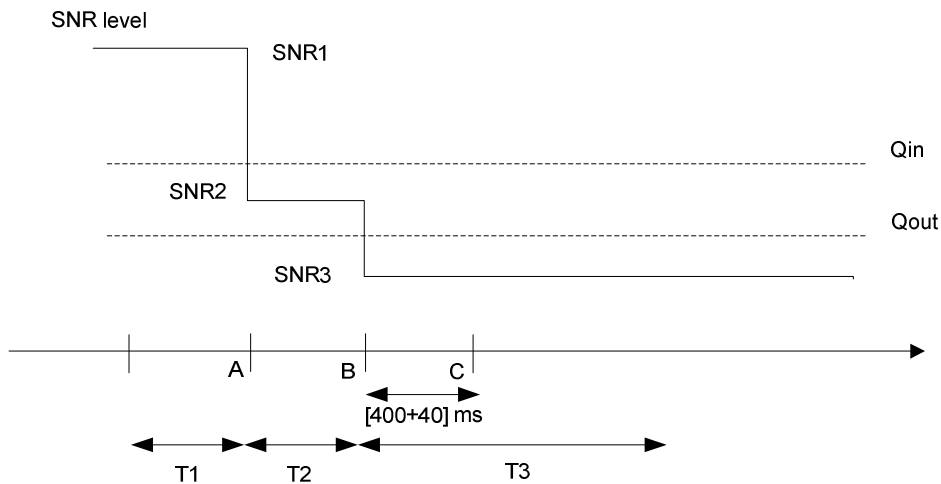 SNR level
SNR1
Qin
SNR2
Qout
SNR3
A
B
C
[400+40] ms
T1
T2
T3